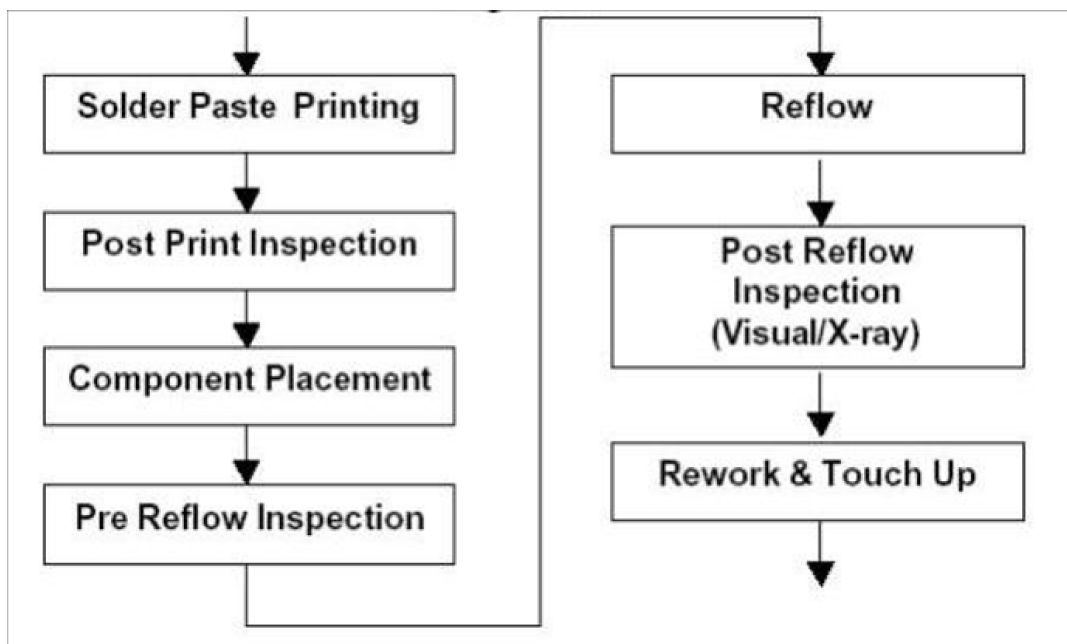 Solder Paste Printing
Post Print Inspection
Component Placement
Pre Reflow Inspection
Reflow
Post Reflow
Inspection
(Visual/X-ray)
Rework & Touch Up